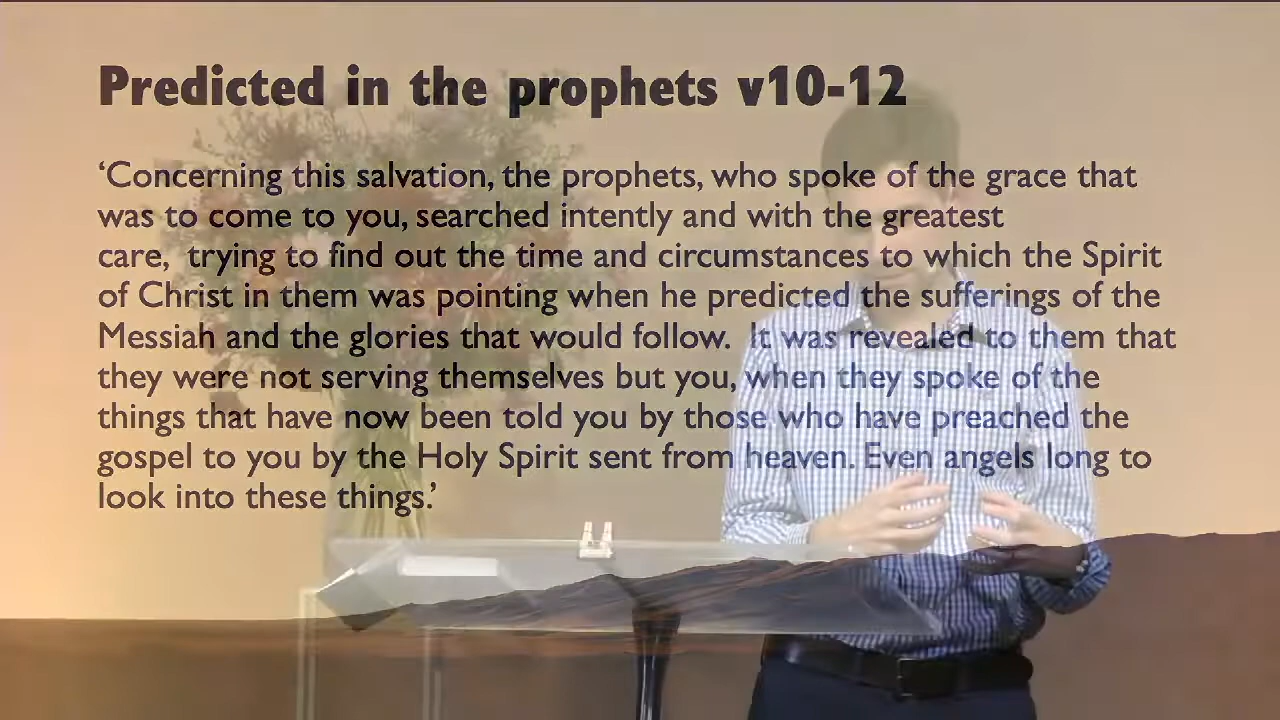 Predicted in the prophets v10-12
‘Concerning this salvation, the prophets, who spoke of the grace that
was to come to you, searched intently and with the greatest
care,  trying to find out the time and circumstances to which the Spirit
of Christ in them was pointing when he predicted the sufferings of the
Messiah and the glories that would follow.  It was revealed to them that
they were not serving themselves but you, when they spoke of the
things that have now been told you by those who have preached the
gospel to you by the Holy Spirit sent from heaven. Even angels long to
look into these things.’